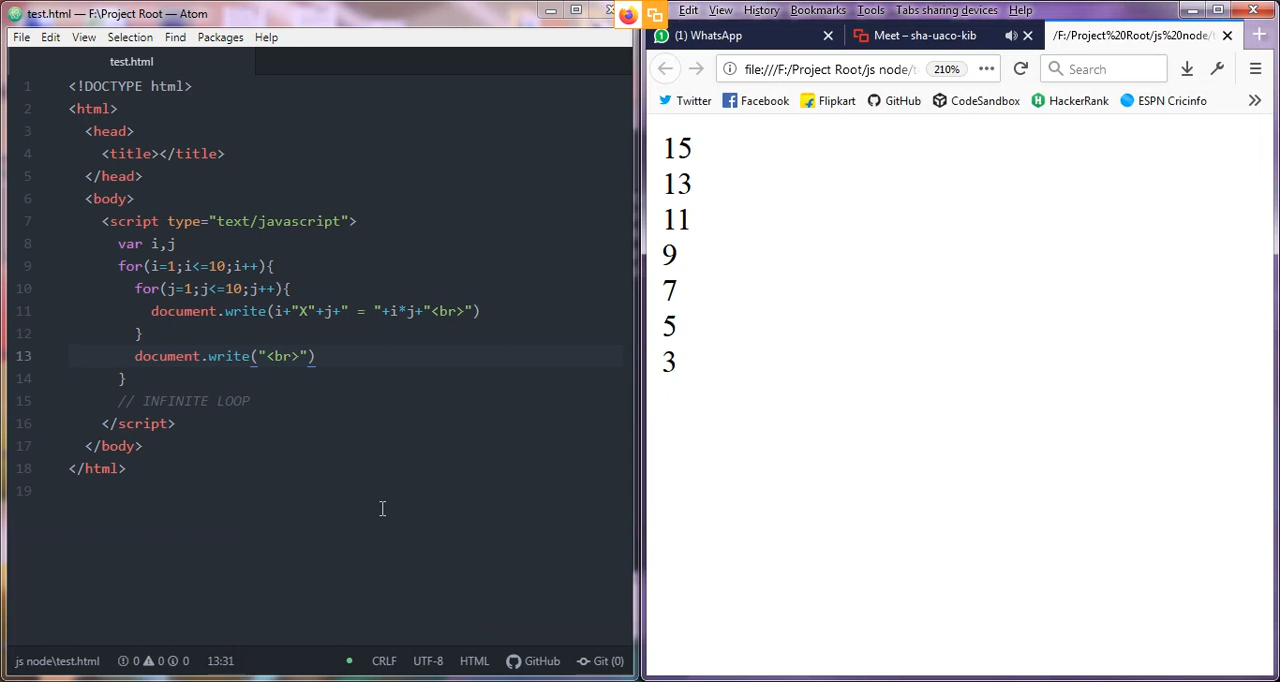 test.html — F:\Project Root — Atom
File Edit View Selection Find Packages Help
test.html
1 <!DOCTYPE html>
2 <html>
3 <head>
4 <title></title>
5 </head>
6 <body>
7 <script type="text/javascript">
8 var i,j
9 for(i=1;i<=10;i++){
10 for(j=1;j<=10;j++){
11 document.write(i+"X"+j+" = "+i*j+"<br>")
12 }
13 document.write("<br>")
14 }
15 // INFINITE LOOP
16 </script>
17 </body>
18 </html>
19
js node\test.html 0 0 0 13:31 CRLF UTF-8 HTML GitHub Git (0)
Edit View History Bookmarks Tools Tabs sharing devices Help
(1) WhatsApp Meet – sha-uaco-kib /F:/Project%20Root/js%20node/
file:///F:/Project Root/js node/ 210% Search
Twitter Facebook Flipkart GitHub CodeSandbox HackerRank ESPN Cricinfo
15
13
11
9
7
5
3